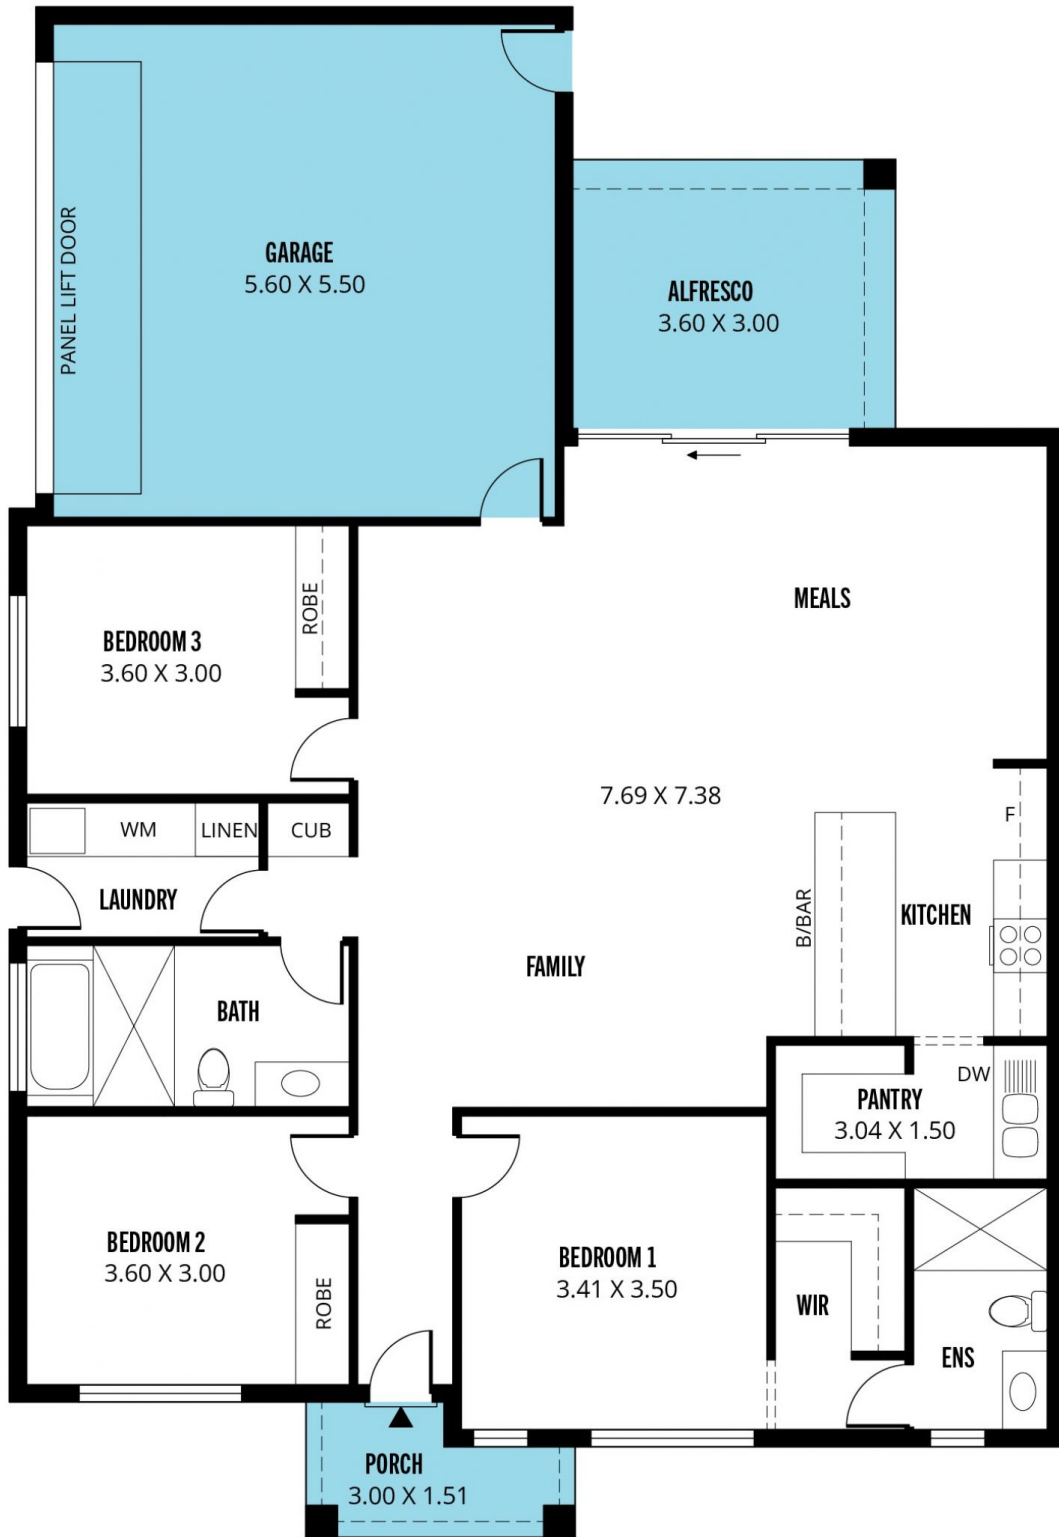 GARAGE
5.60 X 5.50
PANEL LIFT DOOR
ALFRESCO
3.60 X 3.00
MEALS
ROBE
BEDROOM 3
3.60 X 3.00
7.69 X 7.38
F
WM
LINEN
CUB
LAUNDRY
B/BAR
KITCHEN
FAMILY
BATH
DW
PANTRY
3.04 X 1.50
BEDROOM 2
3.60 X 3.00
ROBE
BEDROOM 1
3.41 X 3.50
WIR
ENS
PORCH
3.00 X 1.51